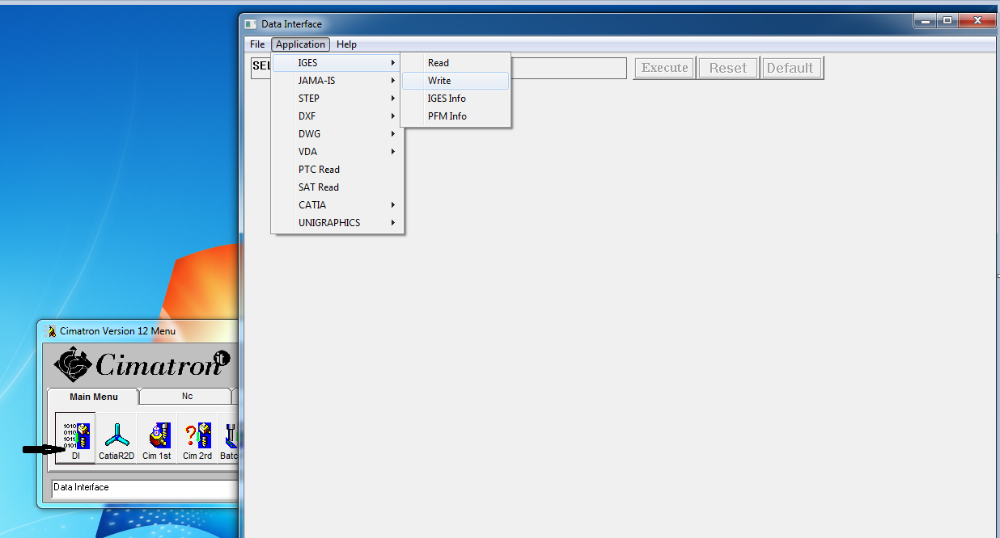 Data Interface
File Application Help
SEL
Execute Reset Default
IGES
JAMA-IS
STEP
DXF
DWG
VDA
PTC Read
SAT Read
CATIA
UNIGRAPHICS
Read
Write
IGES Info
PFM Info
Cimatron Version 12 Menu
Cimatron it
Main Menu Nc
1010
0110
1011
0101
DI CatiaR2D Cim 1st Cim 2rd Batc
Data Interface